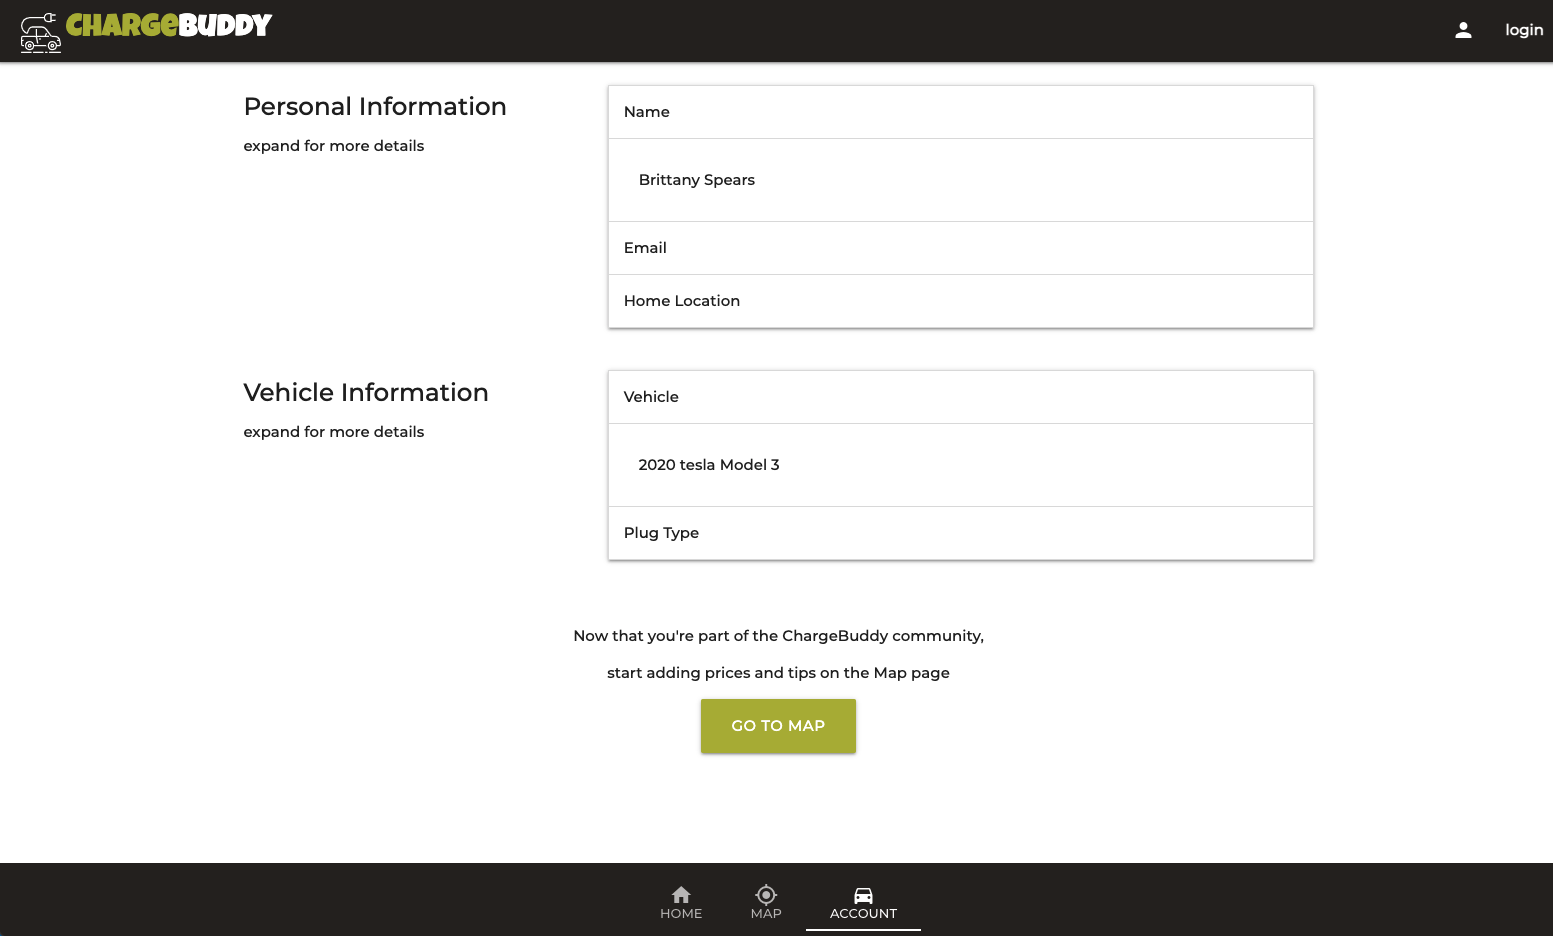 CHARGEBUDDY
login
Personal Information
expand for more details
Name
Brittany Spears
Email
Home Location
Vehicle Information
expand for more details
Vehicle
2020 tesla Model 3
Plug Type
Now that you're part of the ChargeBuddy community,
start adding prices and tips on the Map page
GO TO MAP
HOME
MAP
ACCOUNT